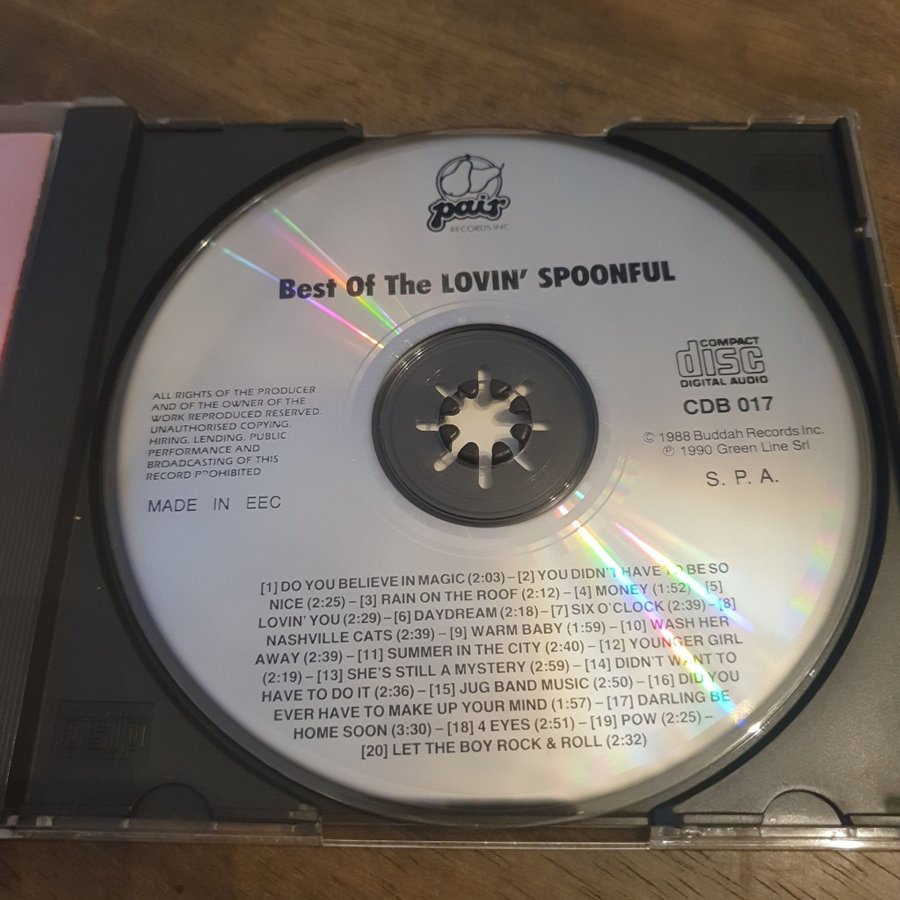 pair
RECORDS INC
Best Of The LOVIN' SPOONFUL
COMPACT
disc
DIGITAL AUDIO
CDB 017
© 1988 Buddah Records Inc.
℗ 1990 Green Line Srl
S. P. A.
ALL RIGHTS OF THE PRODUCER
AND OF THE OWNER OF THE
WORK REPRODUCED RESERVED.
UNAUTHORISED COPYING,
HIRING, LENDING, PUBLIC
PERFORMANCE AND
BROADCASTING OF THIS
RECORD PROHIBITED
MADE IN EEC
[1] DO YOU BELIEVE IN MAGIC (2:03) – [2] YOU DIDN'T HAVE TO BE SO
NICE (2:25) – [3] RAIN ON THE ROOF (2:12) – [4] MONEY (1:52) – [5]
LOVIN' YOU (2:29) – [6] DAYDREAM (2:18) – [7] SIX O'CLOCK (2:39) – [8]
NASHVILLE CATS (2:39) – [9] WARM BABY (1:59) – [10] WASH HER
AWAY (2:39) – [11] SUMMER IN THE CITY (2:40) – [12] YOUNGER GIRL
(2:19) – [13] SHE'S STILL A MYSTERY (2:59) – [14] DIDN'T WANT TO
HAVE TO DO IT (2:36) – [15] JUG BAND MUSIC (2:50) – [16] DID YOU
EVER HAVE TO MAKE UP YOUR MIND (1:57) – [17] DARLING BE
HOME SOON (3:30) – [18] 4 EYES (2:51) – [19] POW (2:25) –
[20] LET THE BOY ROCK & ROLL (2:32)